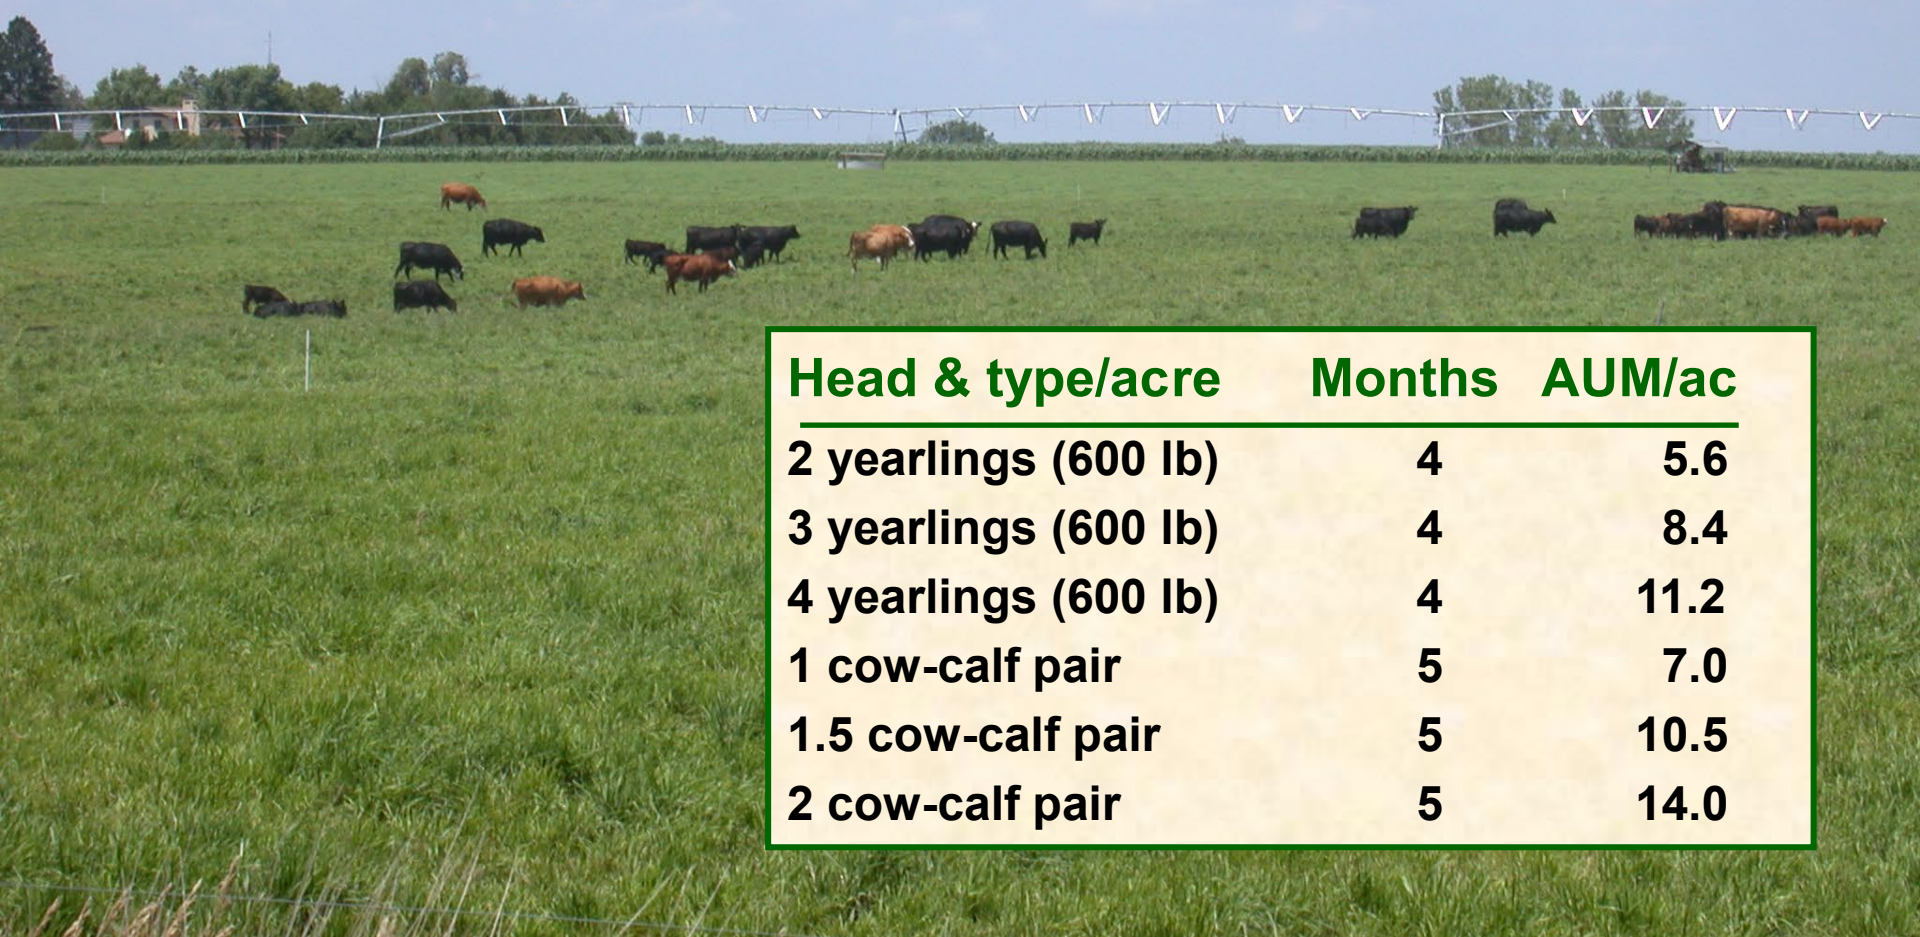 Head & type/acre Months AUM/ac
2 yearlings (600 lb) 4 5.6
3 yearlings (600 lb) 4 8.4
4 yearlings (600 lb) 4 11.2
1 cow-calf pair 5 7.0
1.5 cow-calf pair 5 10.5
2 cow-calf pair 5 14.0